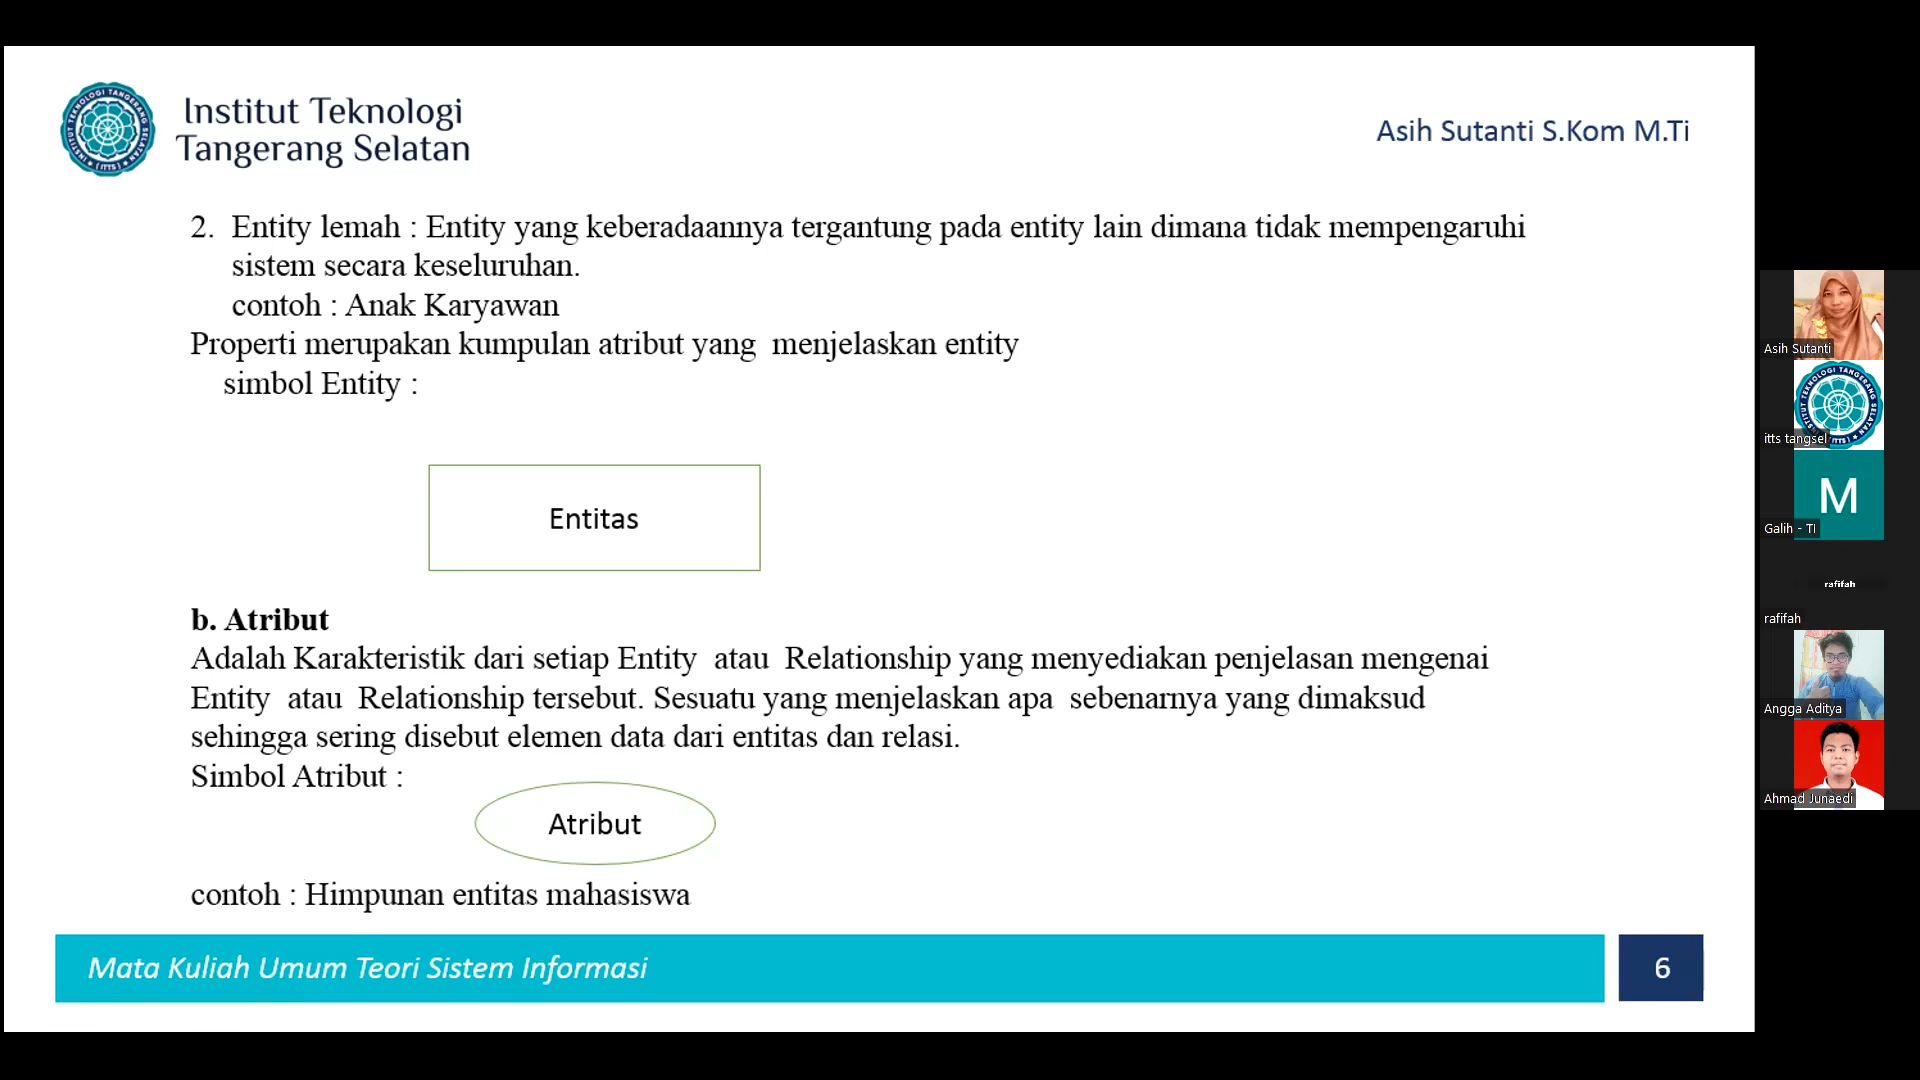 Institut Teknologi
Tangerang Selatan
Asih Sutanti S.Kom M.Ti
2. Entity lemah : Entity yang keberadaannya tergantung pada entity lain dimana tidak mempengaruhi
sistem secara keseluruhan.
contoh : Anak Karyawan
Properti merupakan kumpulan atribut yang menjelaskan entity
simbol Entity :
Entitas
b. Atribut
Adalah Karakteristik dari setiap Entity atau Relationship yang menyediakan penjelasan mengenai
Entity atau Relationship tersebut. Sesuatu yang menjelaskan apa sebenarnya yang dimaksud
sehingga sering disebut elemen data dari entitas dan relasi.
Simbol Atribut :
Atribut
contoh : Himpunan entitas mahasiswa
Mata Kuliah Umum Teori Sistem Informasi
6
Asih Sutanti
itts tangsel
M
Galih - TI
rafifah
rafifah
Angga Aditya
Ahmad Junaedi